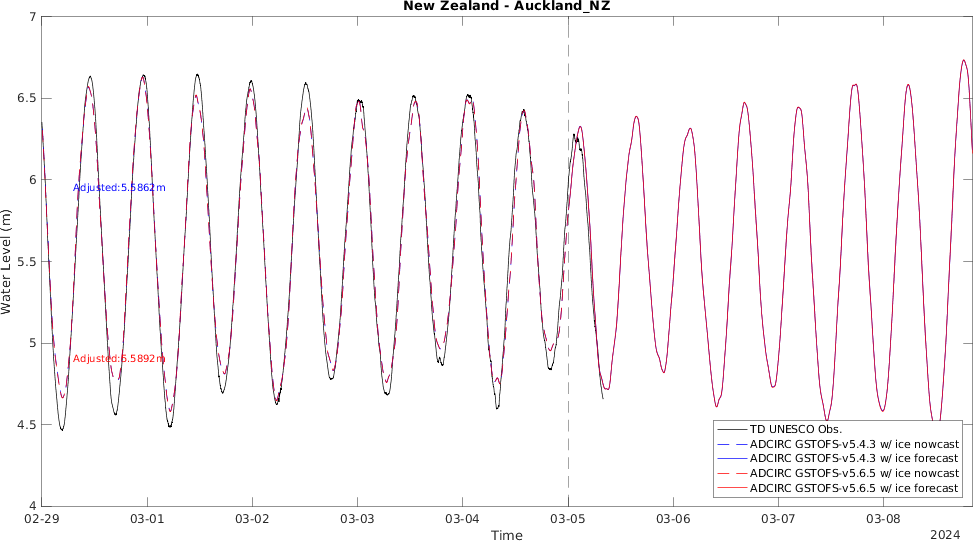 New Zealand - Auckland_NZ
7
6.5
6
5.5
5
4.5
4
Water Level (m)
Adjusted:5.5862m
Adjusted:5.5892m
TD UNESCO Obs.
ADCIRC GSTOFS-v5.4.3 w/ ice nowcast
ADCIRC GSTOFS-v5.4.3 w/ ice forecast
ADCIRC GSTOFS-v5.6.5 w/ ice nowcast
ADCIRC GSTOFS-v5.6.5 w/ ice forecast
02-29
03-01
03-02
03-03
03-04
03-05
03-06
03-07
03-08
Time
2024